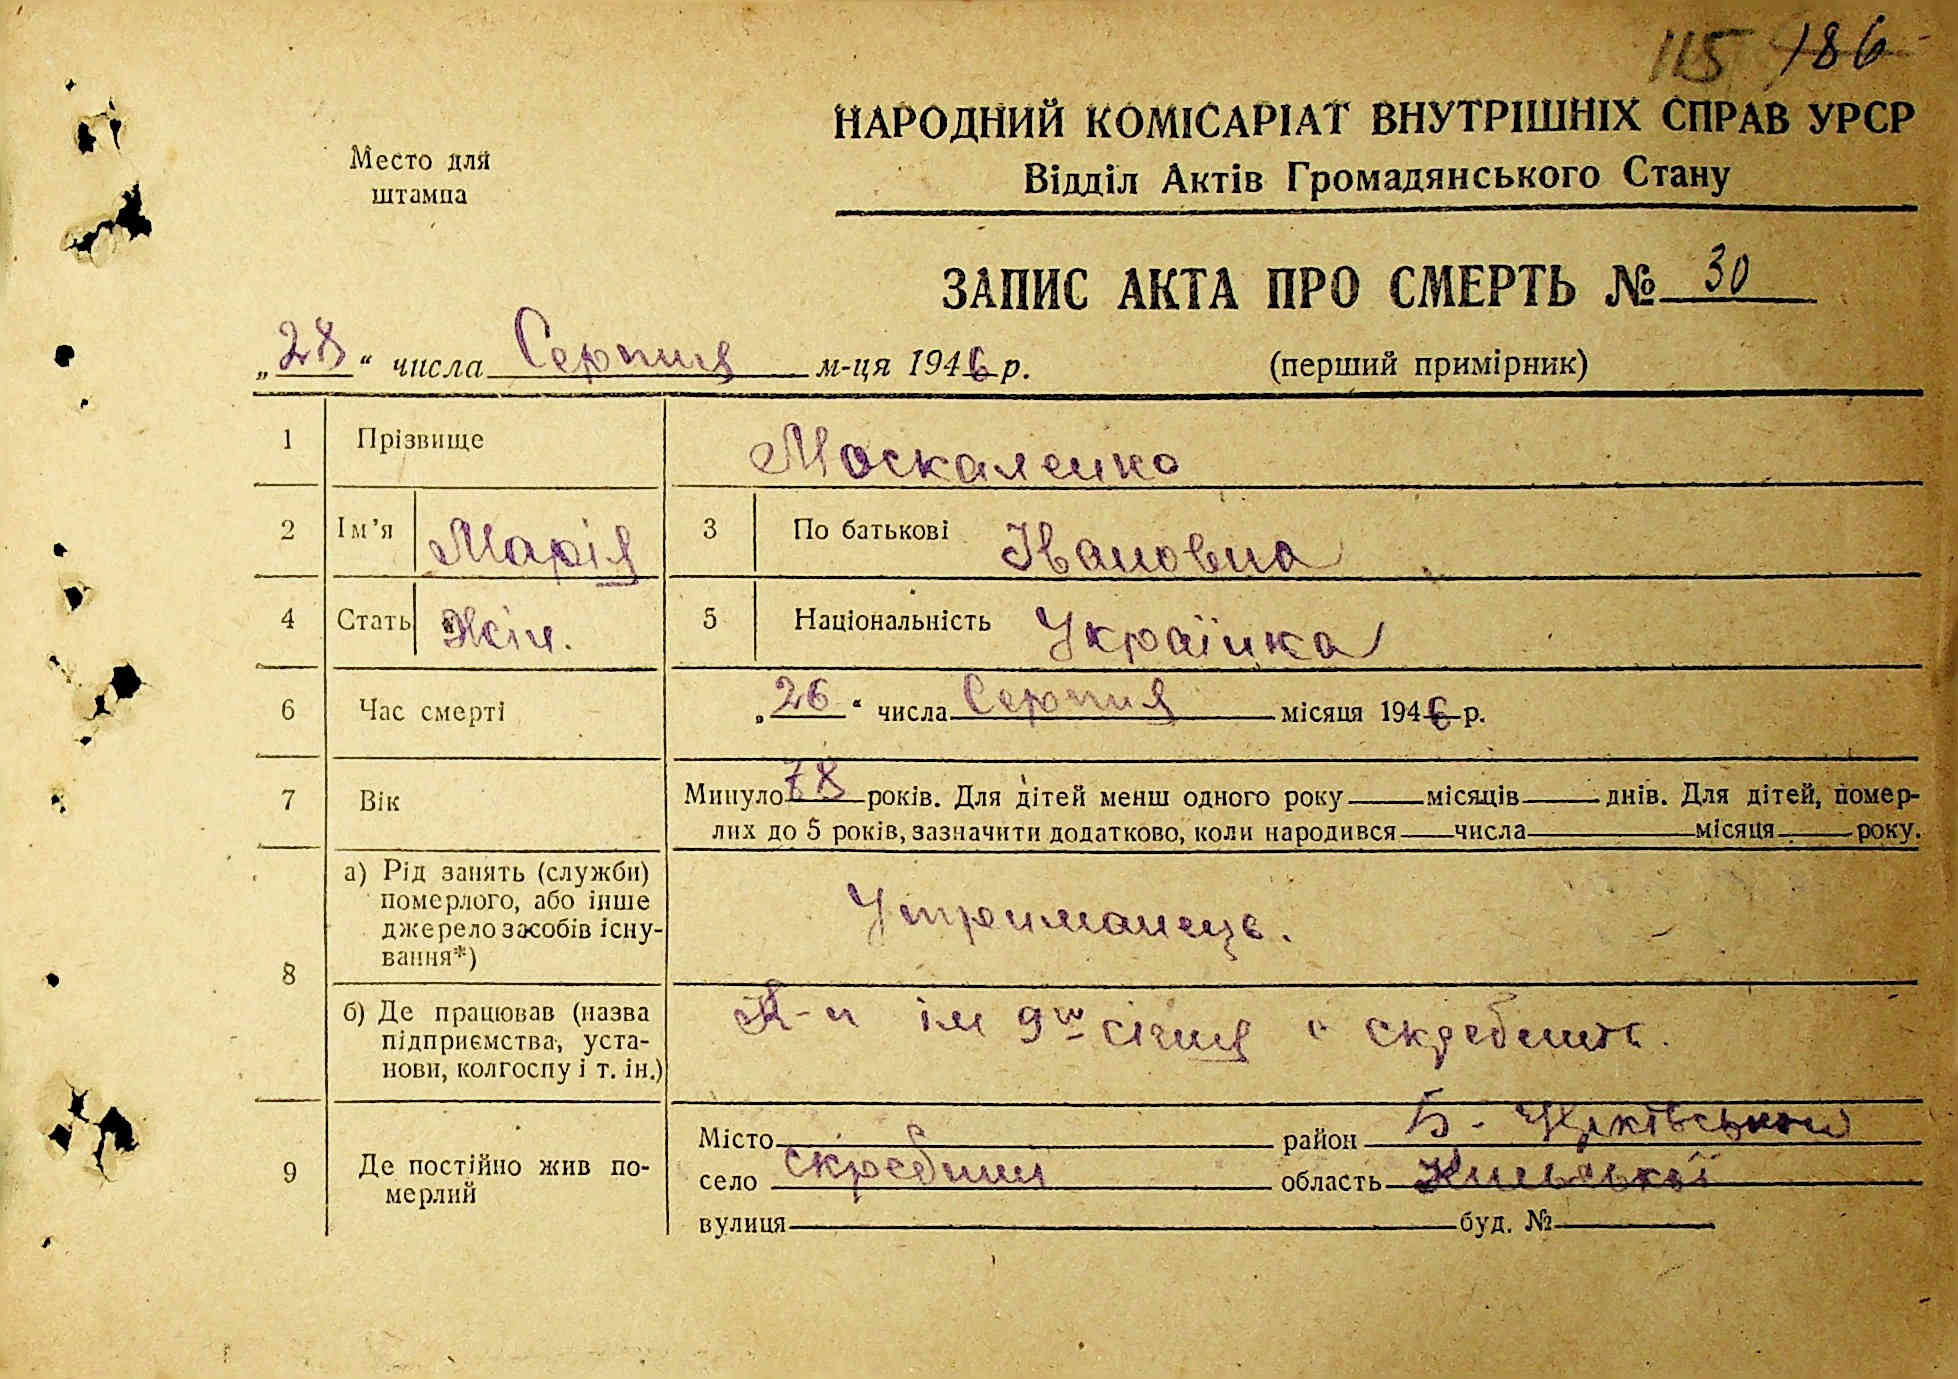 115 186
НАРОДНИЙ КОМІСАРІАТ ВНУТРІШНІХ СПРАВ УРСР
Место для
штампа
Відділ Актів Громадянського Стану
ЗАПИС АКТА ПРО СМЕРТЬ № 30
„28“ числа Серпня м-ця 1946 р. (перший примірник)
1 Прізвище Москаленко
2 Ім’я Марія 3 По батькові Івановна
4 Стать Жін. 5 Національність Українка
6 Час смерті „26“ числа Серпня місяця 1946 р.
7 Вік Минуло 78 років. Для дітей менш одного року місяців днів. Для дітей, помер-
лих до 5 років, зазначити додатково, коли народився числа місяця року.
8 а) Рід занять (служби)
померлого, або інше
джерело засобів існу-
вання*)
Утриманець.
б) Де працював (назва
підприємства, уста-
нови, колгоспу і т. ін.)
К-п ім 9го січня с
9 Де постійно жив по-
мерлий
Місто район Б. Церківський
село скребиши область Київської
вулиця буд. №